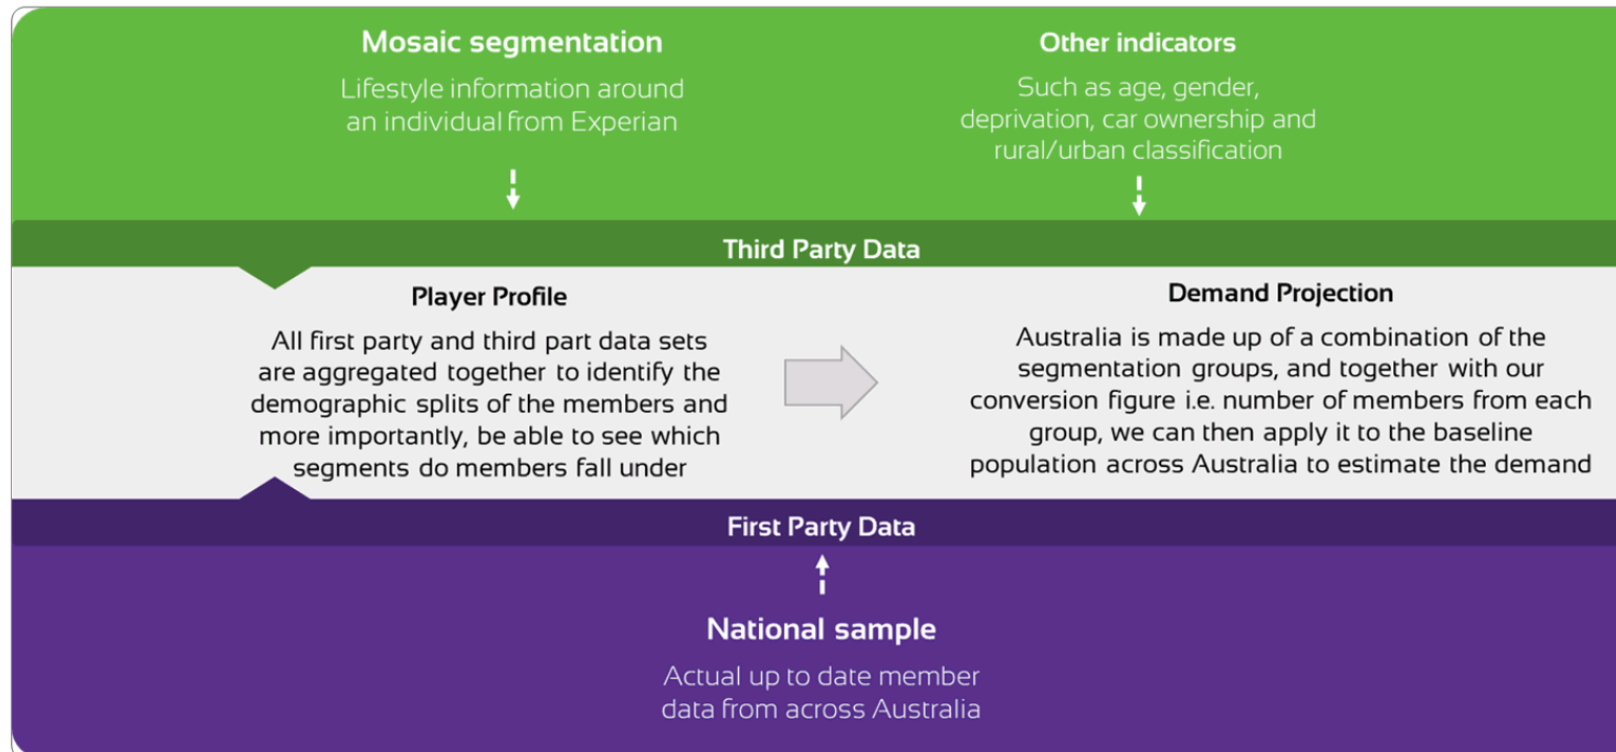 Mosaic segmentation
Lifestyle information around
an individual from Experian
Other indicators
Such as age, gender,
deprivation, car ownership and
rural/urban classification
Third Party Data
Player Profile
All first party and third part data sets
are aggregated together to identify the
demographic splits of the members and
more importantly, be able to see which
segments do members fall under
Demand Projection
Australia is made up of a combination of the
segmentation groups, and together with our
conversion figure i.e. number of members from each
group, we can then apply it to the baseline
population across Australia to estimate the demand
First Party Data
National sample
Actual up to date member
data from across Australia